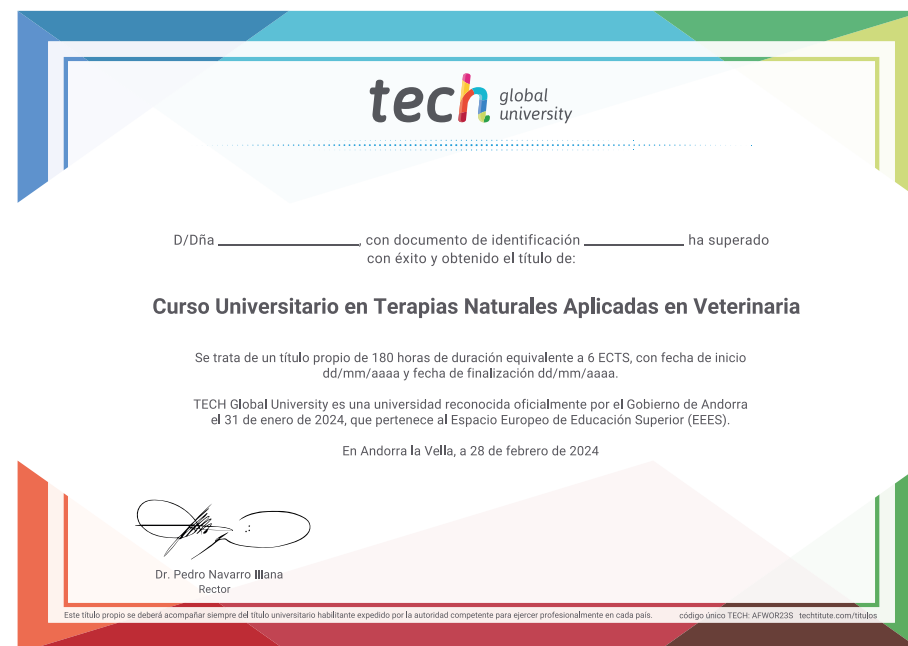 tech global university
D/Dña ____________________, con documento de identificación ______________ ha superado
con éxito y obtenido el título de:
Curso Universitario en Terapias Naturales Aplicadas en Veterinaria
Se trata de un título propio de 180 horas de duración equivalente a 6 ECTS, con fecha de inicio
dd/mm/aaaa y fecha de finalización dd/mm/aaaa.
TECH Global University es una universidad reconocida oficialmente por el Gobierno de Andorra
el 31 de enero de 2024, que pertenece al Espacio Europeo de Educación Superior (EEES).
En Andorra la Vella, a 28 de febrero de 2024
Dr. Pedro Navarro Illana
Rector
Este título propio se deberá acompañar siempre del título universitario habilitante expedido por la autoridad competente para ejercer profesionalmente en cada país. código único TECH: AFWOR23S techtitute.com/titulos